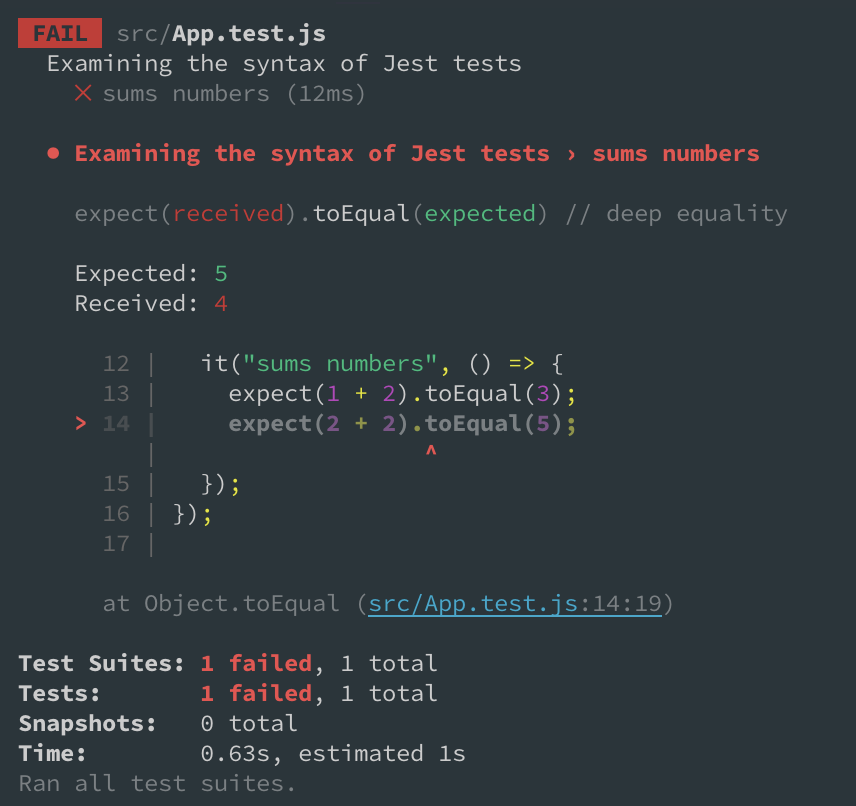 FAIL src/App.test.js
Examining the syntax of Jest tests
✕ sums numbers (12ms)
● Examining the syntax of Jest tests › sums numbers
expect(received).toEqual(expected) // deep equality
Expected: 5
Received: 4
12 | it("sums numbers", () => {
13 | expect(1 + 2).toEqual(3);
> 14 | expect(2 + 2).toEqual(5);
| ^
15 | });
16 | });
17 |
at Object.toEqual (src/App.test.js:14:19)
Test Suites: 1 failed, 1 total
Tests: 1 failed, 1 total
Snapshots: 0 total
Time: 0.63s, estimated 1s
Ran all test suites.